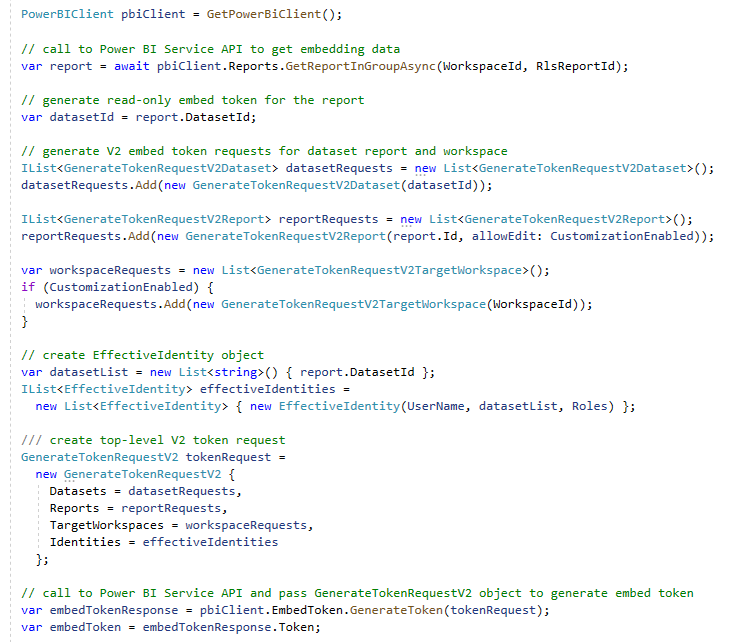 PowerBIClient pbiClient = GetPowerBiClient();

// call to Power BI Service API to get embedding data
var report = await pbiClient.Reports.GetReportInGroupAsync(WorkspaceId, RlsReportId);

// generate read-only embed token for the report
var datasetId = report.DatasetId;

// generate V2 embed token requests for dataset report and workspace
IList<GenerateTokenRequestV2Dataset> datasetRequests = new List<GenerateTokenRequestV2Dataset>();
datasetRequests.Add(new GenerateTokenRequestV2Dataset(datasetId));

IList<GenerateTokenRequestV2Report> reportRequests = new List<GenerateTokenRequestV2Report>();
reportRequests.Add(new GenerateTokenRequestV2Report(report.Id, allowEdit: CustomizationEnabled));

var workspaceRequests = new List<GenerateTokenRequestV2TargetWorkspace>();
if (CustomizationEnabled) {
  workspaceRequests.Add(new GenerateTokenRequestV2TargetWorkspace(WorkspaceId));
}

// create EffectiveIdentity object
var datasetList = new List<string>() { report.DatasetId };
IList<EffectiveIdentity> effectiveIdentities =
  new List<EffectiveIdentity> { new EffectiveIdentity(UserName, datasetList, Roles) };

/// create top-level V2 token request
GenerateTokenRequestV2 tokenRequest =
  new GenerateTokenRequestV2 {
    Datasets = datasetRequests,
    Reports = reportRequests,
    TargetWorkspaces = workspaceRequests,
    Identities = effectiveIdentities
  };

// call to Power BI Service API and pass GenerateTokenRequestV2 object to generate embed token
var embedTokenResponse = pbiClient.EmbedToken.GenerateToken(tokenRequest);
var embedToken = embedTokenResponse.Token;